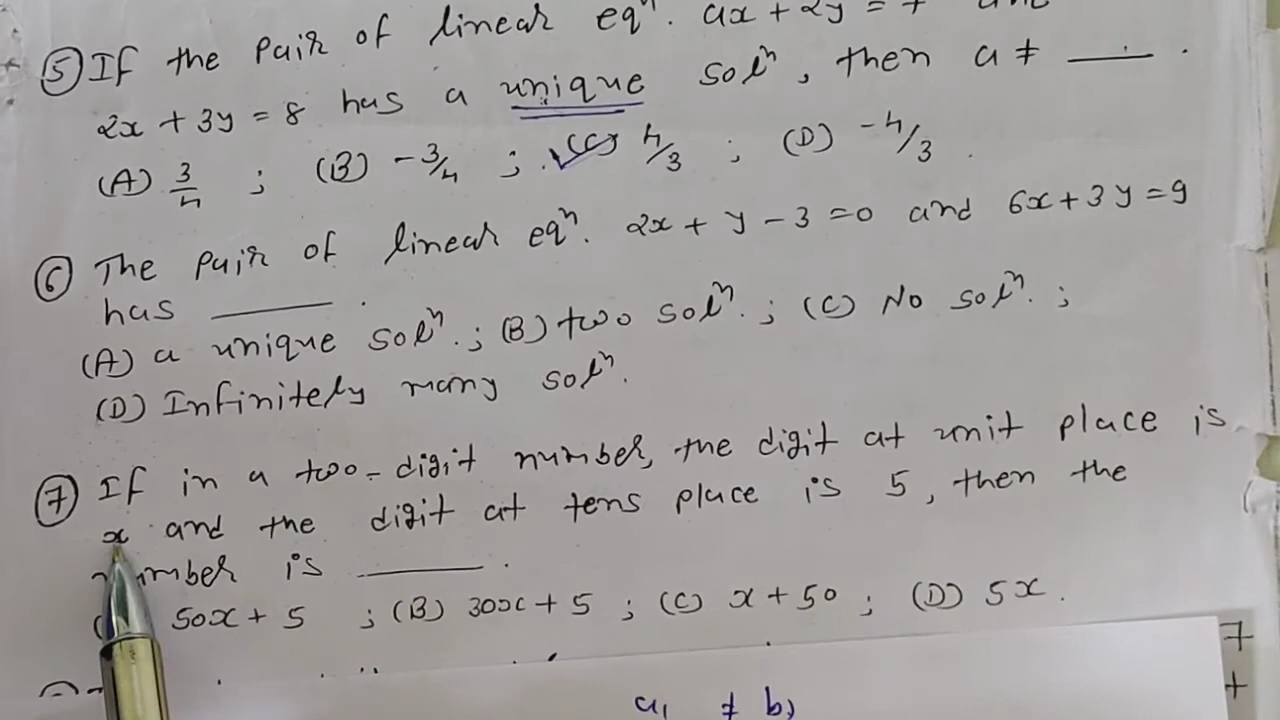 ⑤ If the pair of linear eqⁿ. ax + 2y = 7 and
2x + 3y = 8 has a unique solⁿ, then a ≠ ___ .
(A) 3/4 ; (B) -3/4 ; (C) 4/3 ; (D) -4/3 .
⑥ The pair of linear eqⁿ. 2x + y - 3 = 0 and 6x + 3y = 9
has ___ .
(A) a unique solⁿ. ; (B) two solⁿ. ; (C) No solⁿ. ;
(D) Infinitely many solⁿ.
⑦ If in a two-digit number, the digit at unit place is
x and the digit at tens place is 5, then the
number is ___ .
50x + 5 ; (B) 30x + 5 ; (C) x + 50 ; (D) 5x .
7
+
a₁ ≠ b₁